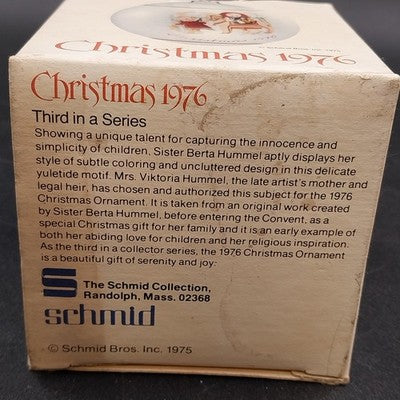 Christmas 1976
Christmas 1976
Third in a Series
Showing a unique talent for capturing the innocence and
simplicity of children, Sister Berta Hummel aptly displays her
style of subtle coloring and uncluttered design in this delicate
yuletide motif. Mrs. Viktoria Hummel, the late artist's mother and
legal heir, has chosen and authorized this subject for the 1976
Christmas Ornament. It is taken from an original work created
by Sister Berta Hummel, before entering the Convent, as a
special Christmas gift for her family and it is an early example of
both her abiding love for children and her religious inspiration.
As the third in a collector series, the 1976 Christmas Ornament
is a beautiful gift of serenity and joy:
The Schmid Collection,
Randolph, Mass. 02368
schmid
© Schmid Bros. Inc. 1975